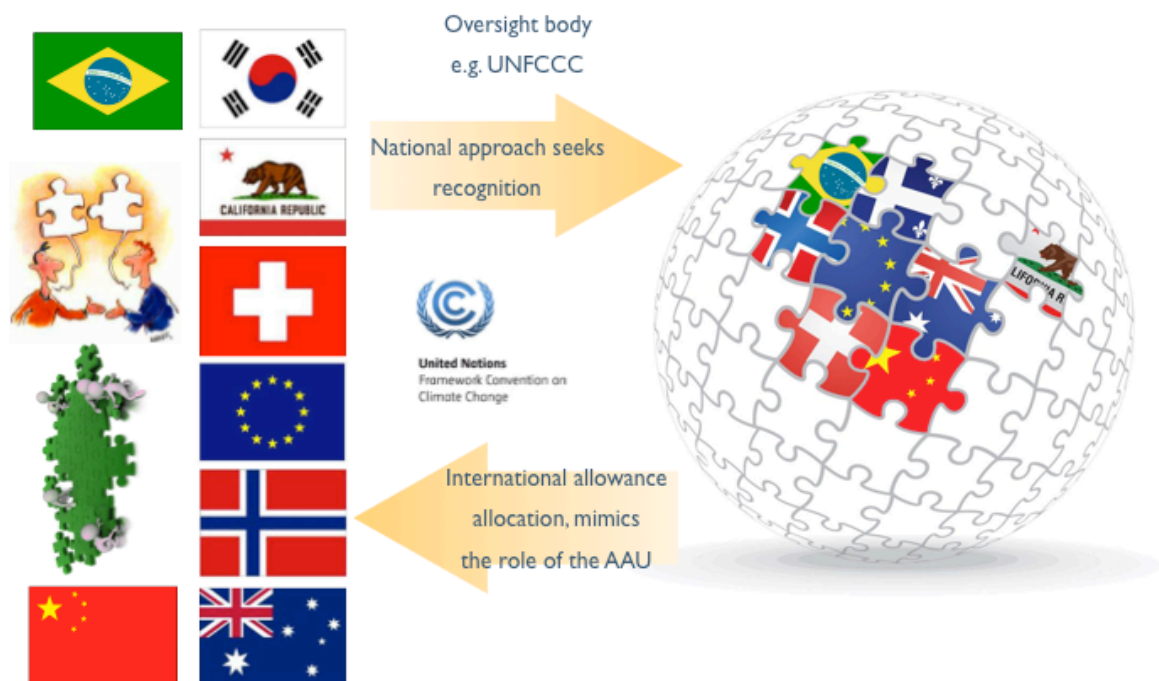 Oversight body
e.g. UNFCCC
National approach seeks
recognition
CALIFORNIA REPUBLIC
United Nations
Framework Convention on
Climate Change
International allowance
allocation, mimics
the role of the AAU
LIFORNIA R